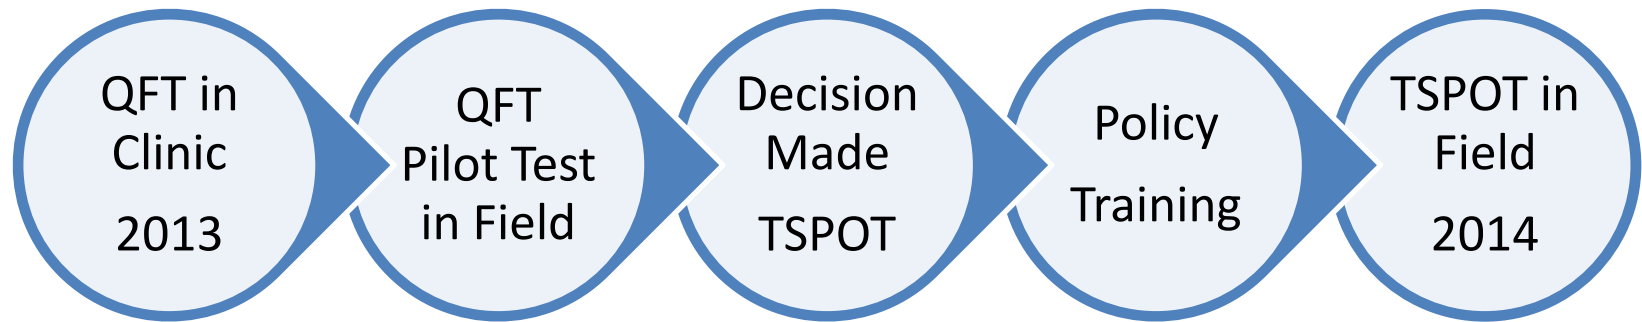 QFT in
Clinic
2013
QFT
Pilot Test
in Field
Decision
Made
TSPOT
Policy
Training
TSPOT in
Field
2014